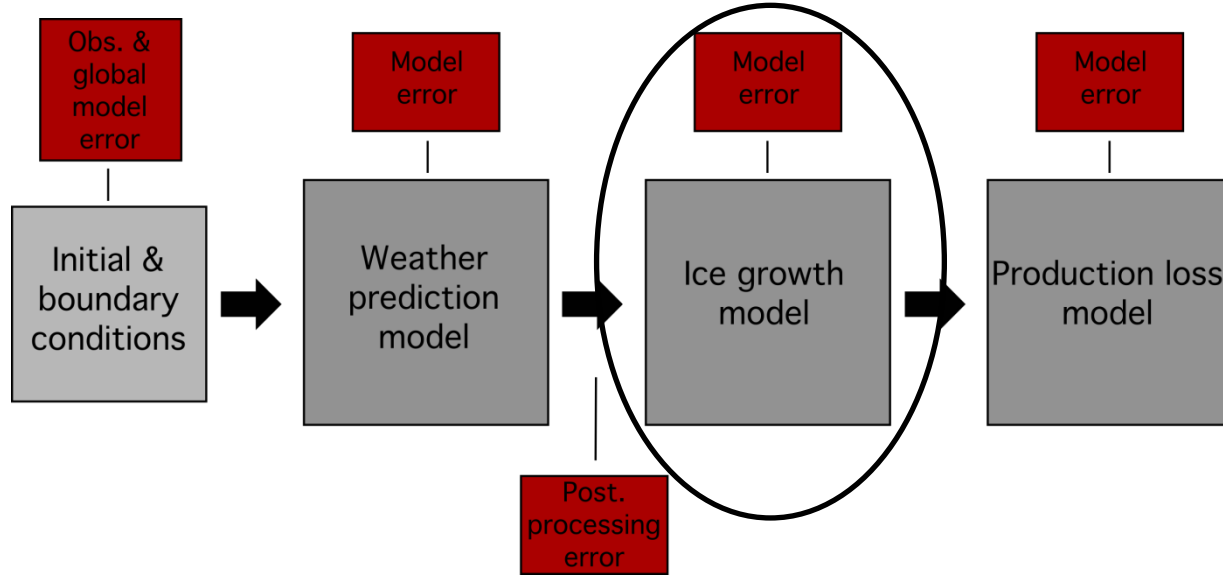 Obs. &
global
model
error
Model
error
Model
error
Model
error
Initial &
boundary
conditions
Weather
prediction
model
Ice growth
model
Production loss
model
Post.
processing
error